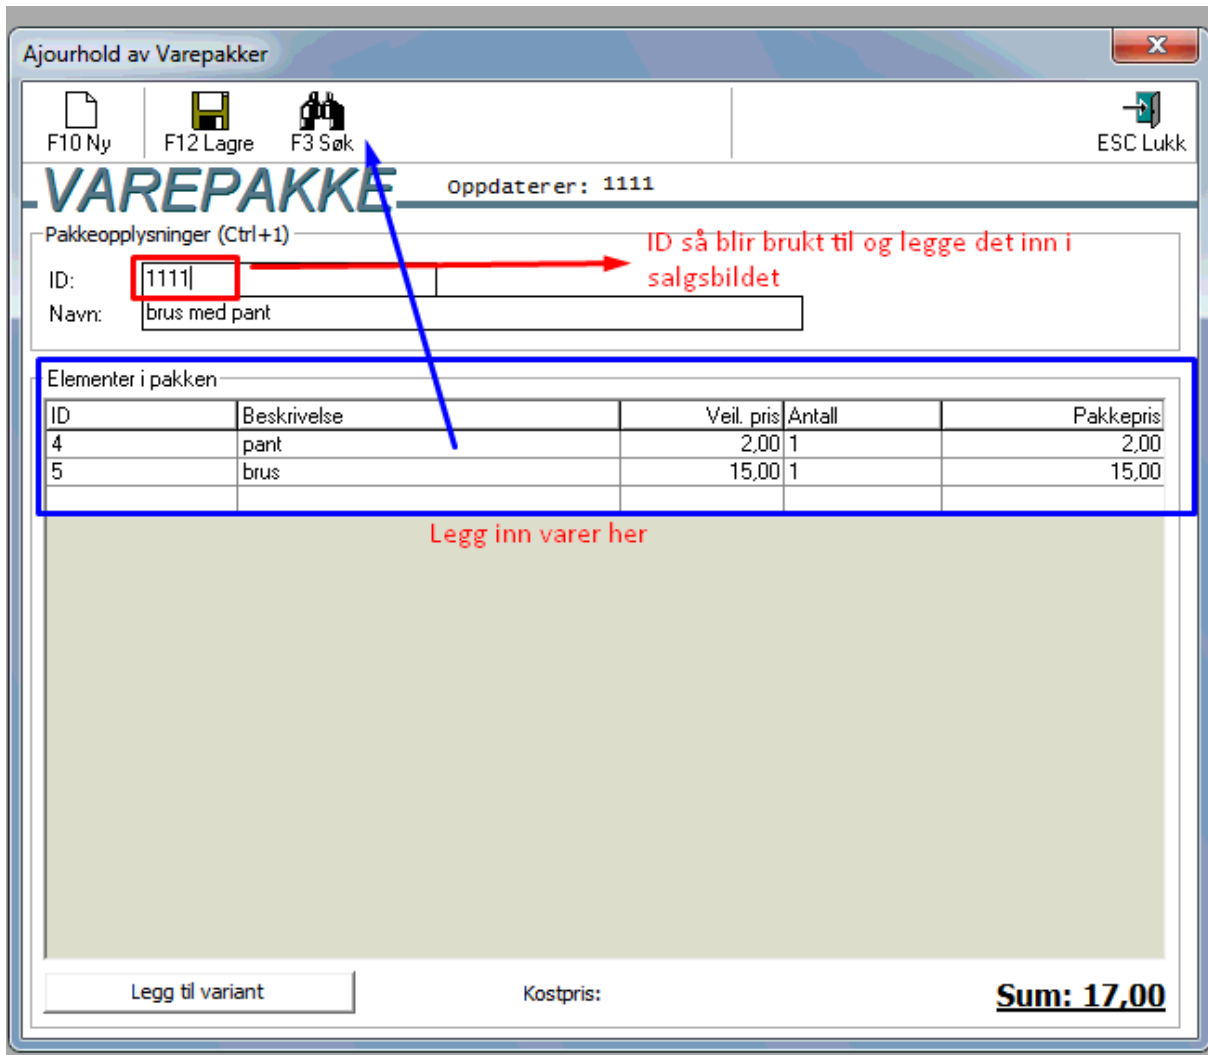 Ajourhold av Varepakker
F10 Ny F12 Lagre F3 Søk ESC Lukk
VAREPAKKE Oppdaterer: 1111
Pakkeopplysninger (Ctrl+1)
ID så blir brukt til og legge det inn i
salgsbildet
ID: 1111
Navn: brus med pant
Elementer i pakken
ID Beskrivelse Veil. pris Antall Pakkepris
4 pant 2,00 1 2,00
5 brus 15,00 1 15,00
Legg inn varer her
Legg til variant Kostpris: Sum: 17,00